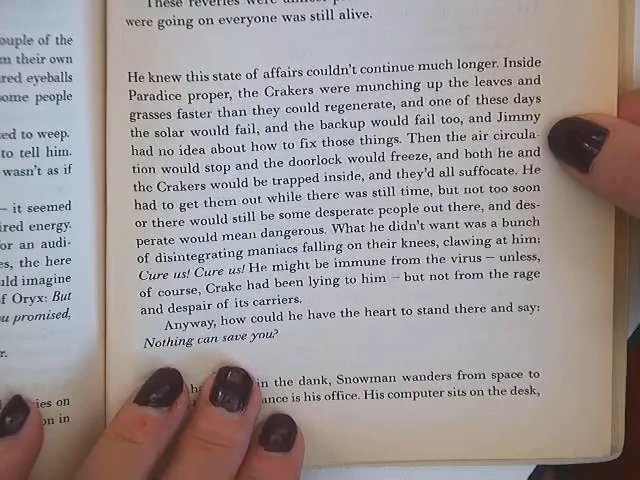 ouple of the
m their own
red eyeballs
ome people
ed to weep.
to tell him.
wasn't as if
— it seemed
ired energy.
or an audi-
es, the here
uld imagine
f Oryx: But
u promised,
r.
ies on
on in
These reveries were
were going on everyone was still alive.
He knew this state of affairs couldn't continue much longer. Inside
Paradice proper, the Crakers were munching up the leaves and
grasses faster than they could regenerate, and one of these days
the solar would fail, and the backup would fail too, and Jimmy
had no idea about how to fix those things. Then the air circula-
tion would stop and the doorlock would freeze, and both he and
the Crakers would be trapped inside, and they'd all suffocate. He
had to get them out while there was still time, but not too soon
or there would still be some desperate people out there, and des-
perate would mean dangerous. What he didn't want was a bunch
of disintegrating maniacs falling on their knees, clawing at him:
Cure us! Cure us! He might be immune from the virus — unless,
of course, Crake had been lying to him — but not from the rage
and despair of its carriers.
Anyway, how could he have the heart to stand there and say:
Nothing can save you?
in the dank, Snowman wanders from space to
ance is his office. His computer sits on the desk,